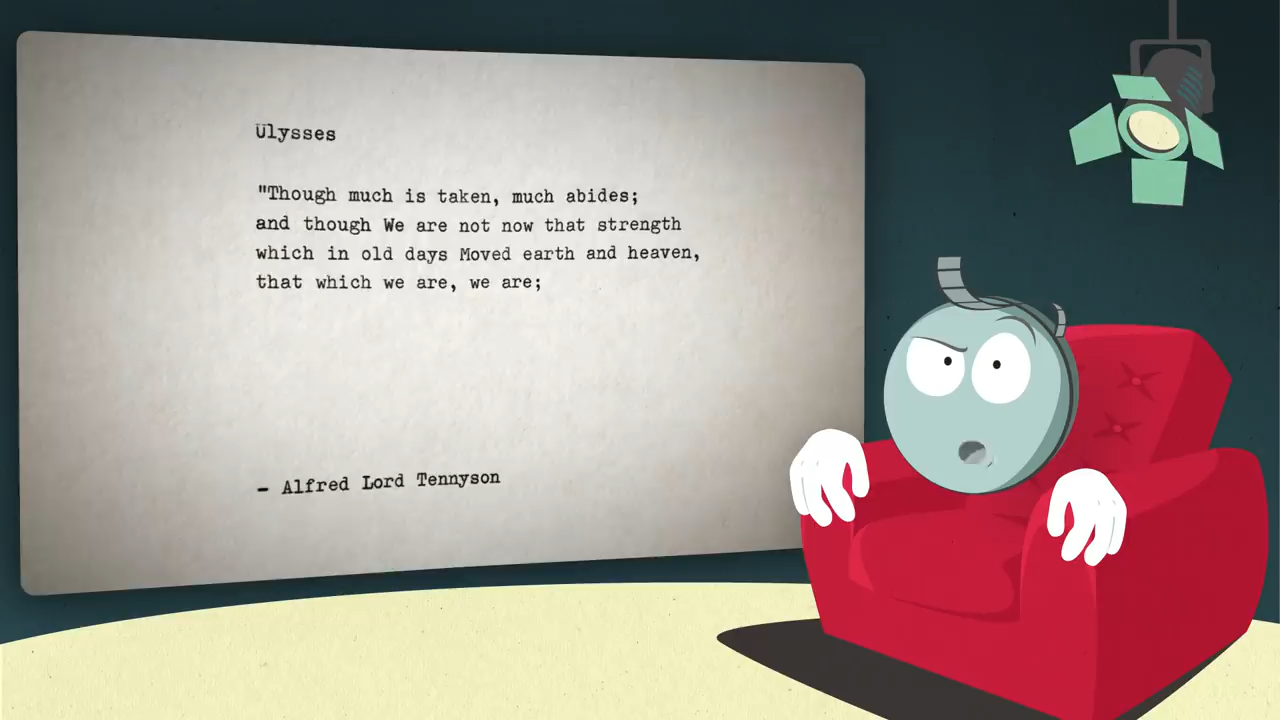 Ulysses
"Though much is taken, much abides;
and though We are not now that strength
which in old days Moved earth and heaven,
that which we are, we are;
– Alfred Lord Tennyson